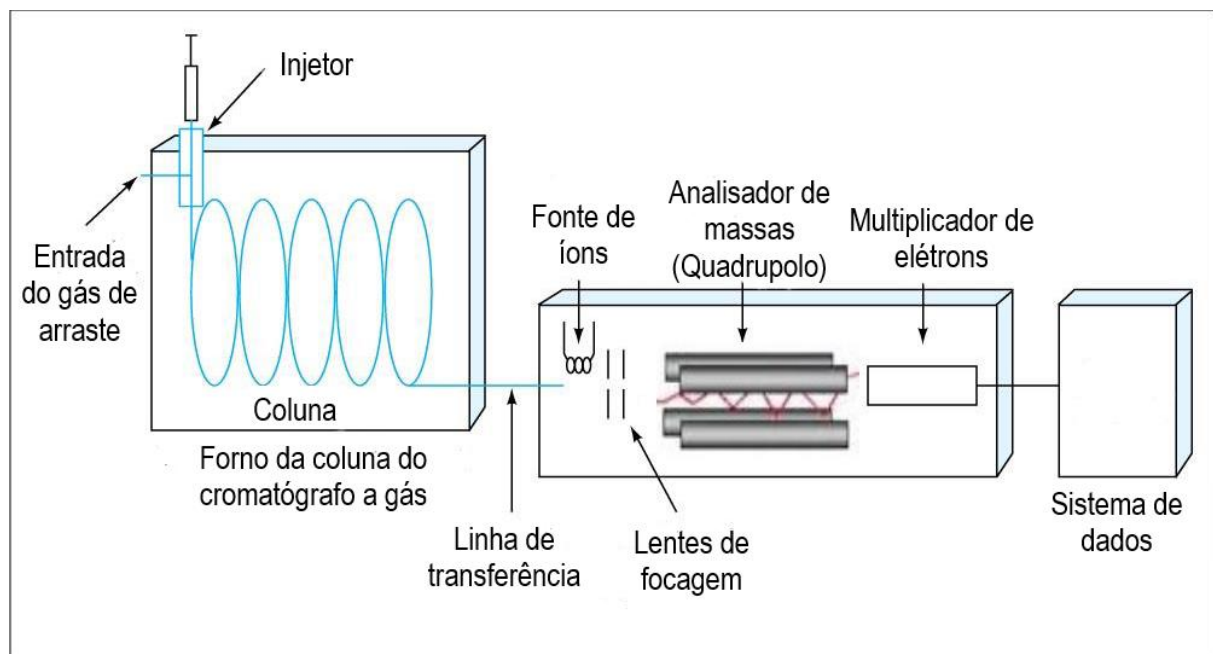 Injetor
Entrada
do gás de
arraste
Coluna
Forno da coluna do
cromatógrafo a gás
Linha de
transferência
Fonte de
íons
Lentes de
focagem
Analisador de
massas
(Quadrupolo)
Multiplicador de
elétrons
Sistema de
dados